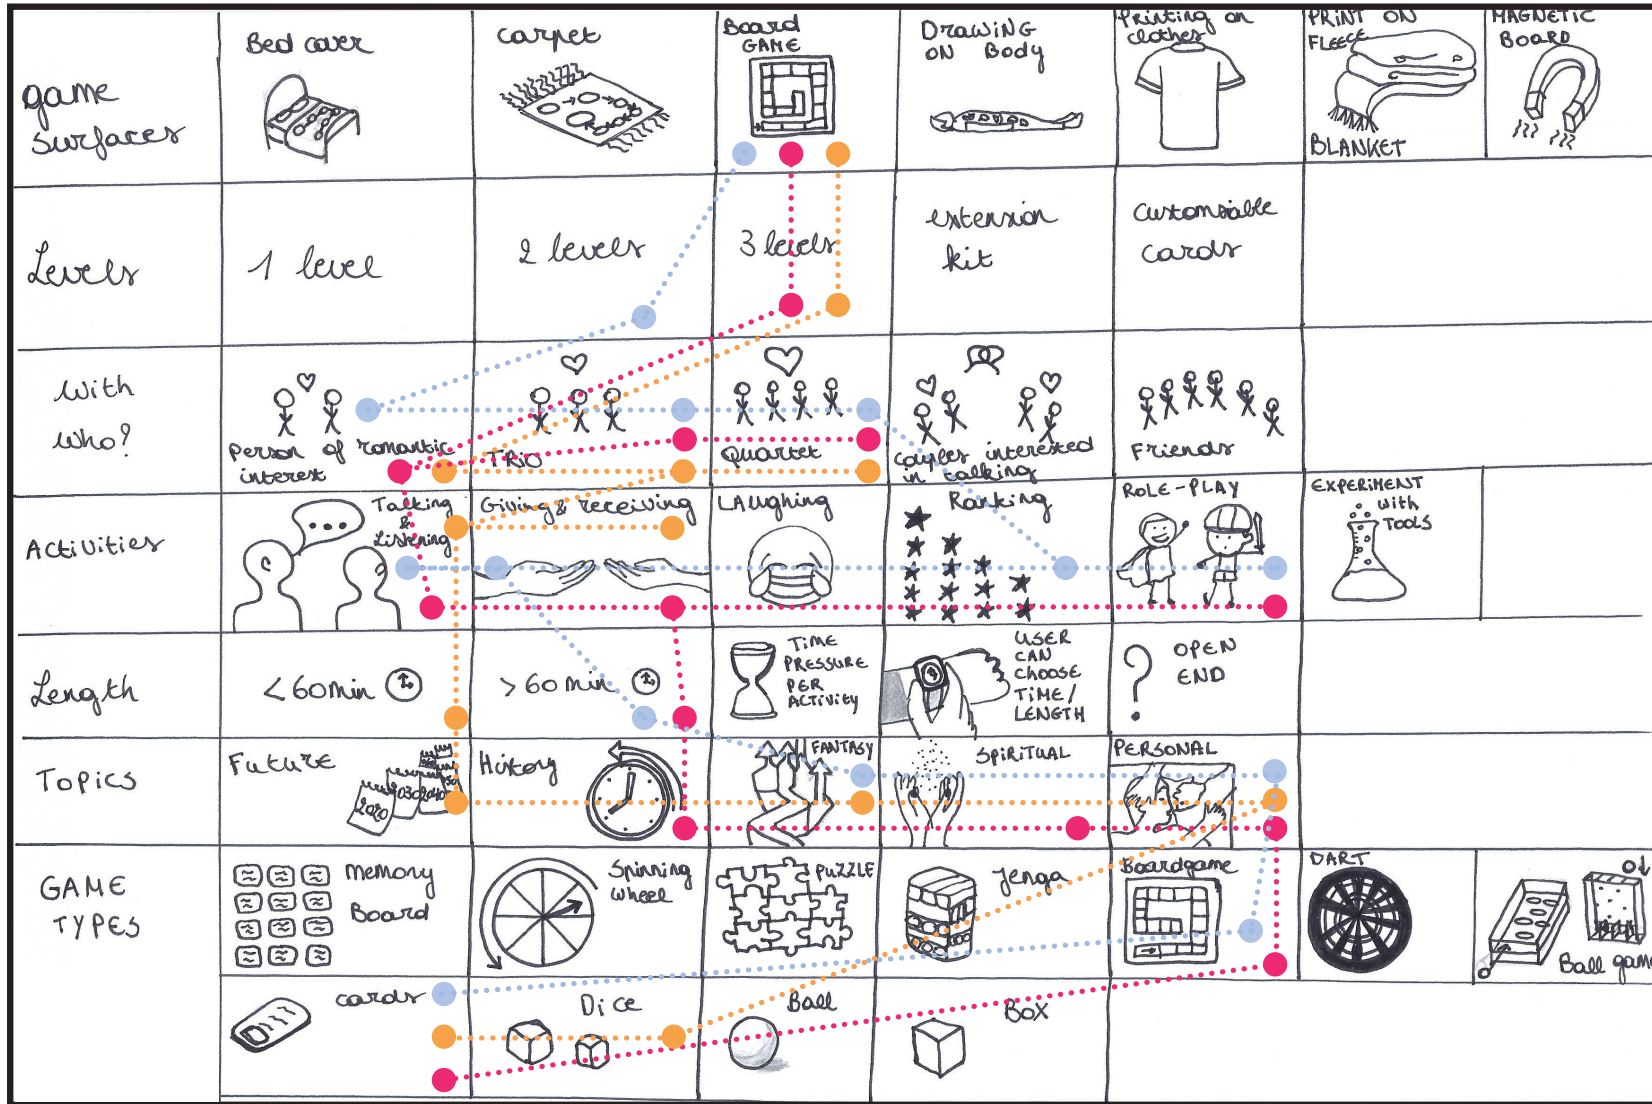 game
surfaces
Bed cover
carpet
Board
GAME
DRAWING
ON BODY
Printing on
clothes
PRINT ON
FLEECE
BLANKET
MAGNETIC
BOARD
Levels
1 level
2 levels
3 levels
extension
kit
Customisable
cards
With
who?
person of romantic
interest
TRIO
Quartet
couples interested
in talking
Friends
Activities
Talking
&
Listening
Giving & receiving
LAughing
Ranking
ROLE-PLAY
EXPERIMENT
with
TOOLS
Length
< 60 min
> 60 min
TIME
PRESSURE
PER
ACTIVITY
USER
CAN
CHOOSE
TIME/
LENGTH
?
OPEN
END
Topics
Future
2020
History
FANTASY
SPIRITUAL
PERSONAL
GAME
TYPES
Memory
Board
Spinning
wheel
PUZZLE
Jenga
Boardgame
DART
Ball game
cards
Dice
Ball
BOX